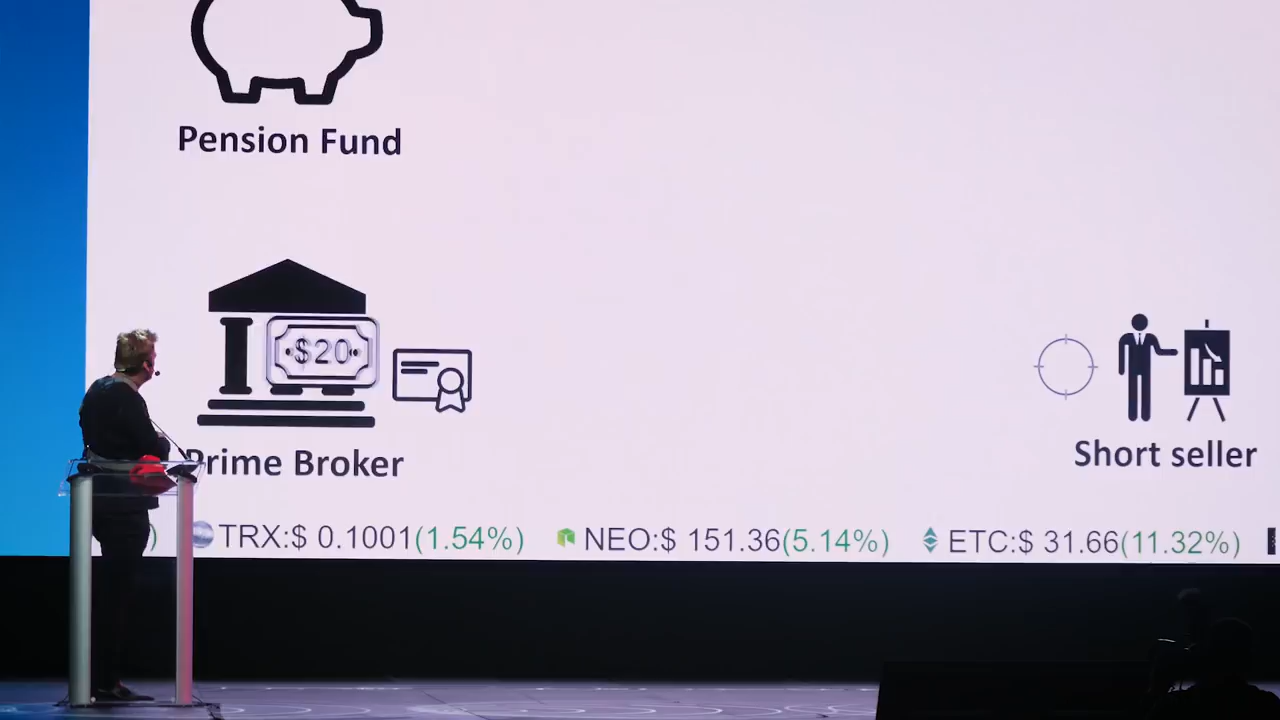 Pension Fund
$20
Prime Broker
Short seller
) TRX:$ 0.1001(1.54%) NEO:$ 151.36(5.14%) ETC:$ 31.66(11.32%)